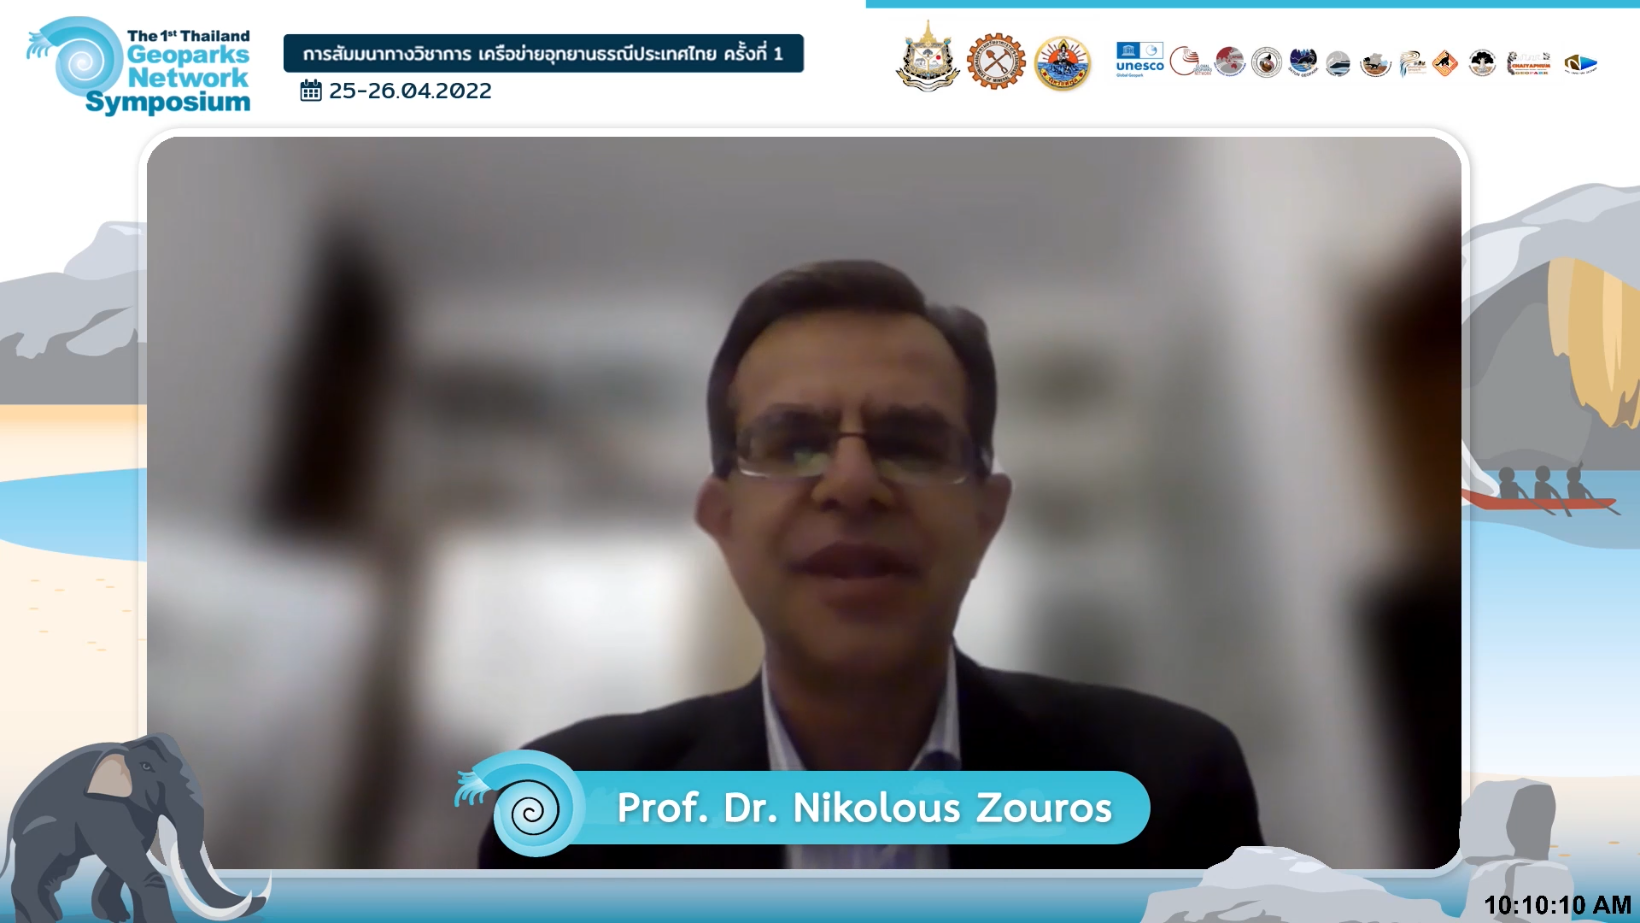 The 1st Thailand
Geoparks
Network
Symposium
การสัมมนาทางวิชาการ เครือข่ายอุทยานธรณีประเทศไทย ครั้งที่ 1
25-26.04.2022
unesco
Global Geopark
Prof. Dr. Nikolous Zouros
10:10:10 AM